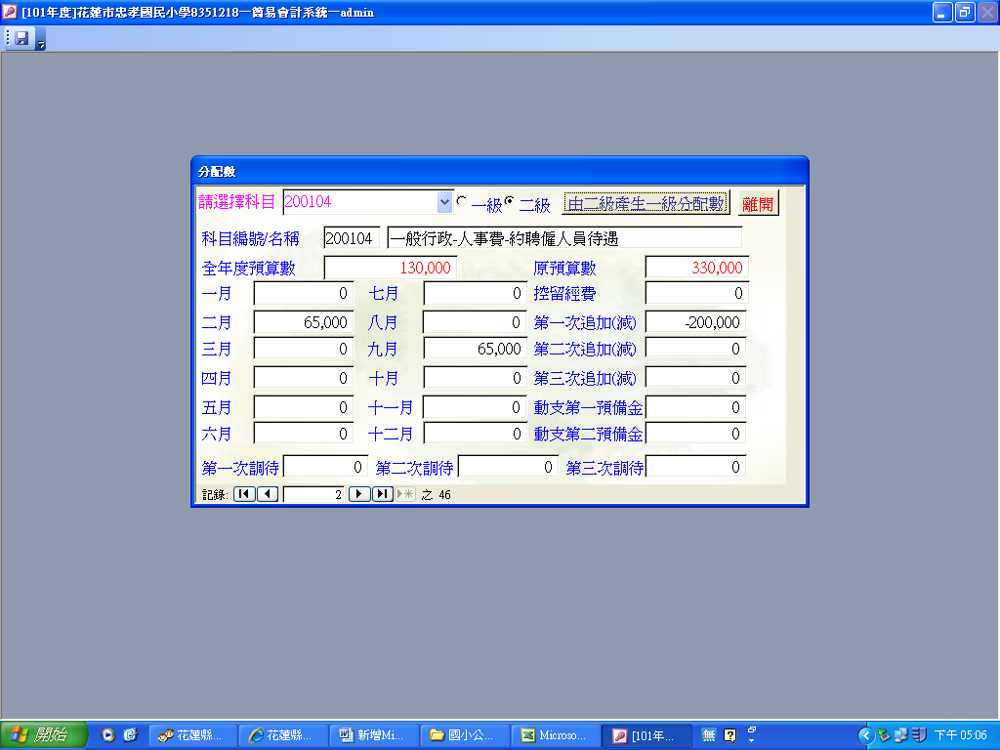 [101年度]花蓮市忠孝國民小學8351218－簡易會計系統－admin
分配數
請選擇科目 200104 一級 二級 由二級產生一級分配數 離開
科目編號/名稱 200104 一般行政-人事費-約聘僱人員待遇
全年度預算數 130,000 原預算數 330,000
一月 0 七月 0 控留經費 0
二月 65,000 八月 0 第一次追加(減) -200,000
三月 0 九月 65,000 第二次追加(減) 0
四月 0 十月 0 第三次追加(減) 0
五月 0 十一月 0 動支第一預備金 0
六月 0 十二月 0 動支第二預備金 0
第一次調待 0 第二次調待 0 第三次調待 0
記錄: 2 之 46
開始 花蓮縣... 花蓮縣... 新增Mi... 國小公... Microso... [101年... 無 下午 05:06